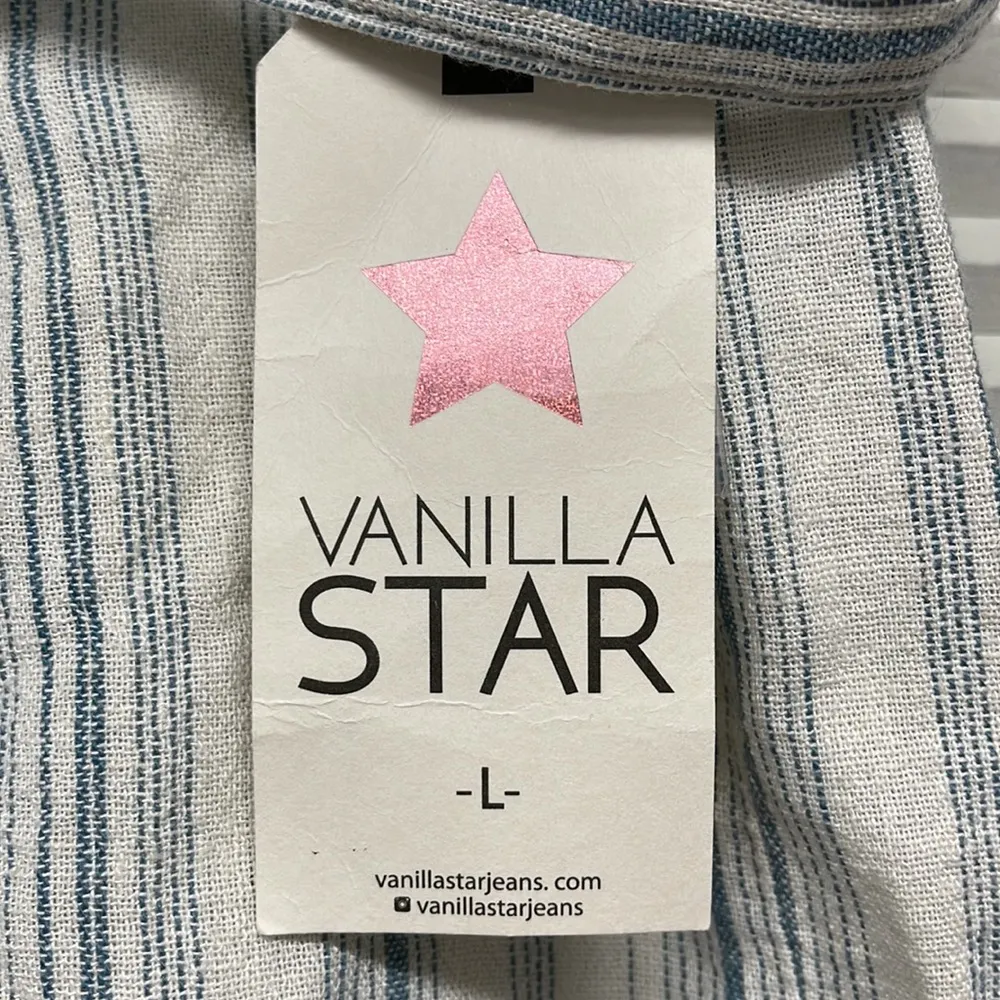 VANILLA
STAR
-L-
vanillastarjeans. com
vanillastarjeans